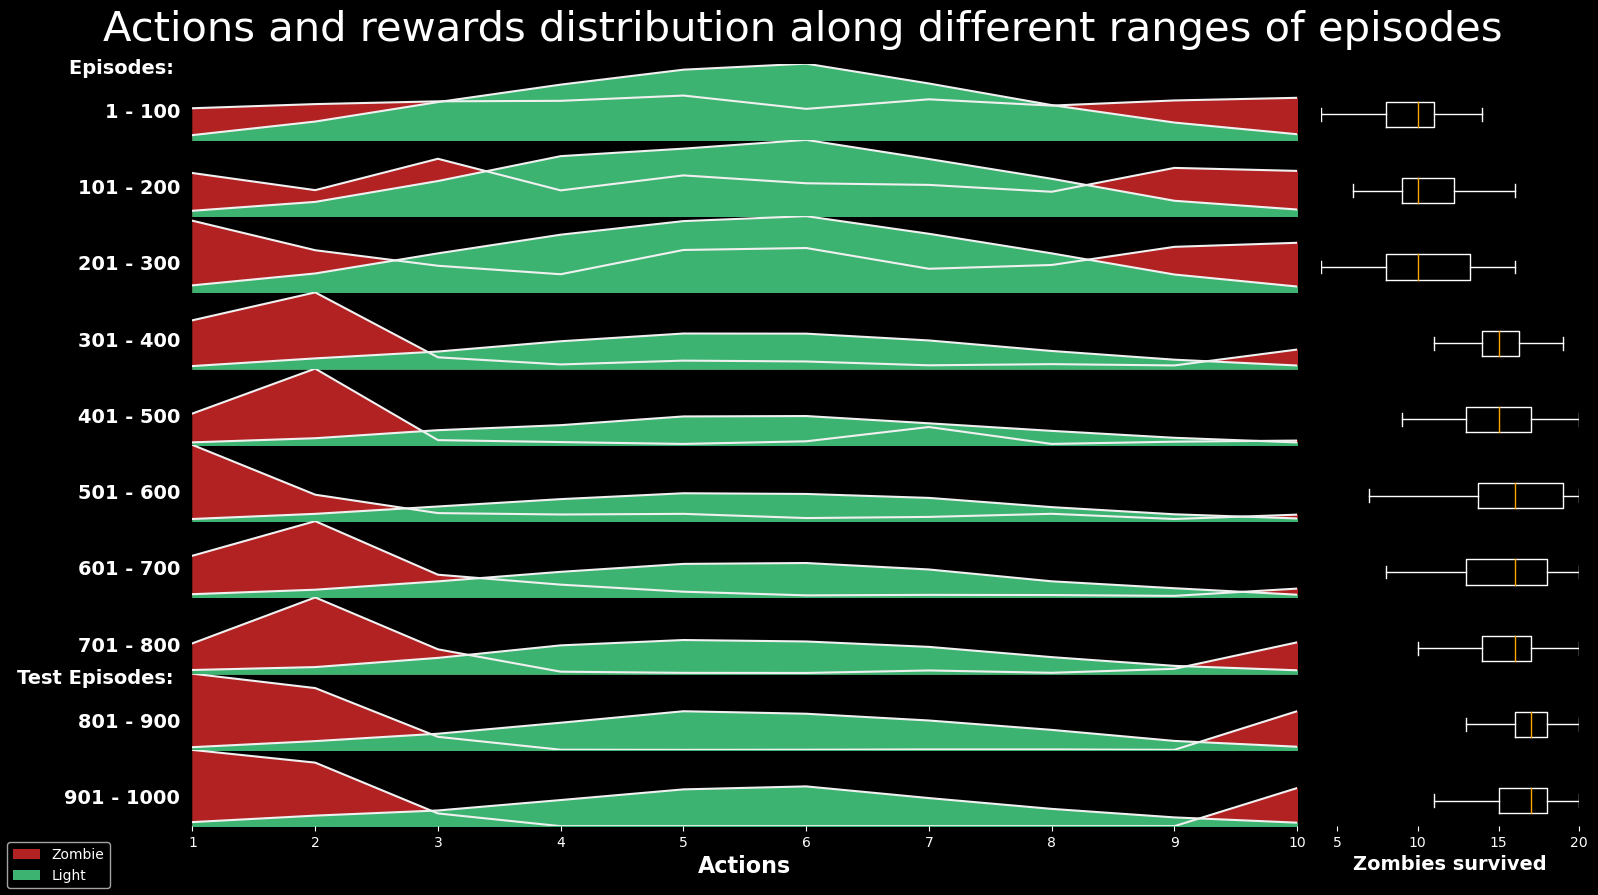 Actions and rewards distribution along different ranges of episodes
Episodes:
1 - 100
101 - 200
201 - 300
301 - 400
401 - 500
501 - 600
601 - 700
701 - 800
Test Episodes:
801 - 900
901 - 1000
1 2 3 4 5 6 7 8 9 10 5 10 15 20
Actions
Zombies survived
Zombie
Light